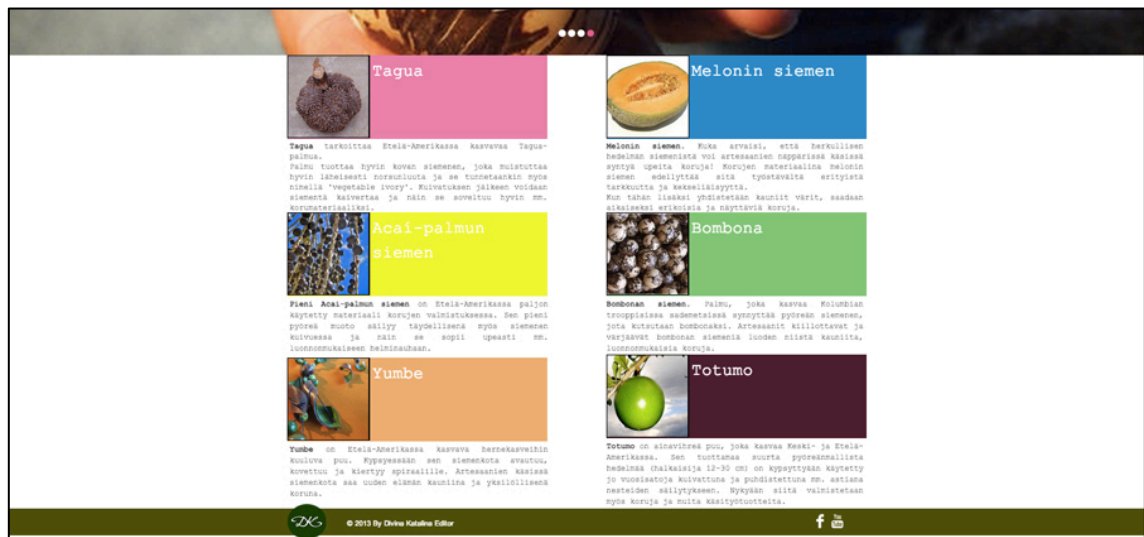 Tagua
Tagua tarkoittaa Etelä-Amerikassa kasvavaa Tagua-
palmua.
Palmu tuottaa hyvin kovan siemenen, joka muistuttaa
hyvin läheisesti norsunluuta ja se tunnetaankin myös
nimellä 'vegetable ivory'. Kuivatuksen jälkeen voidaan
siementä kaivertaa ja näin se soveltuu hyvin mm.
korumateriaaliksi.
Melonin siemen
Melonin siemen. Kuka arvaisi, että herkullisen
hedelmän siemenistä voi artesaanien näppärissä käsissä
syntyä upeita koruja! Korujen materiaalina melonin
siemen edellyttää sitä työstävältä erityistä
tarkkuutta ja kekseliäisyyttä.
Kun tähän lisäksi yhdistetään kauniit värit, saadaan
aikaiseksi erikoisia ja näyttäviä koruja.
Acai-palmun
siemen
Pieni Acai-palmun siemen on Etelä-Amerikassa paljon
käytetty materiaali korujen valmistuksessa. Sen pieni
pyöreä muoto säilyy täydellisenä myös siemenen
kuivuessa ja näin se sopii upeasti mm.
luonnonmukaiseen helminauhaan.
Bombona
Bombonan siemen. Palmu, joka kasvaa Kolumbian
trooppisissa sademetsissä synnyttää pyöreän siemenen,
jota kutsutaan bombonaksi. Artesaanit kiillottavat ja
värjäävät bombonan siemeniä luoden niistä kauniita,
luonnonmukaisia koruja.
Yumbe
Yumbe on Etelä-Amerikassa kasvava hernekasveihin
kuuluva puu. Kypsyessään sen siemenkota avautuu,
kovettuu ja kiertyy spiraalille. Artesaanien käsissä
siemenkota saa uuden elämän kauniina ja yksilöllisenä
koruna.
Totumo
Totumo on ainavihreä puu, joka kasvaa Keski- ja Etelä-
Amerikassa. Sen tuottamaa suurta pyöreänmallista
hedelmää (halkaisija 12-30 cm) on kypsyttyään käytetty
jo vuosisatoja kuivattuna ja puhdistettuna mm. astiana
nesteiden säilytykseen. Nykyään siitä valmistetaan
myös koruja ja muita käsityötuotteita.
DK
© 2013 By Divina Katalina Editor
f
You
Tube